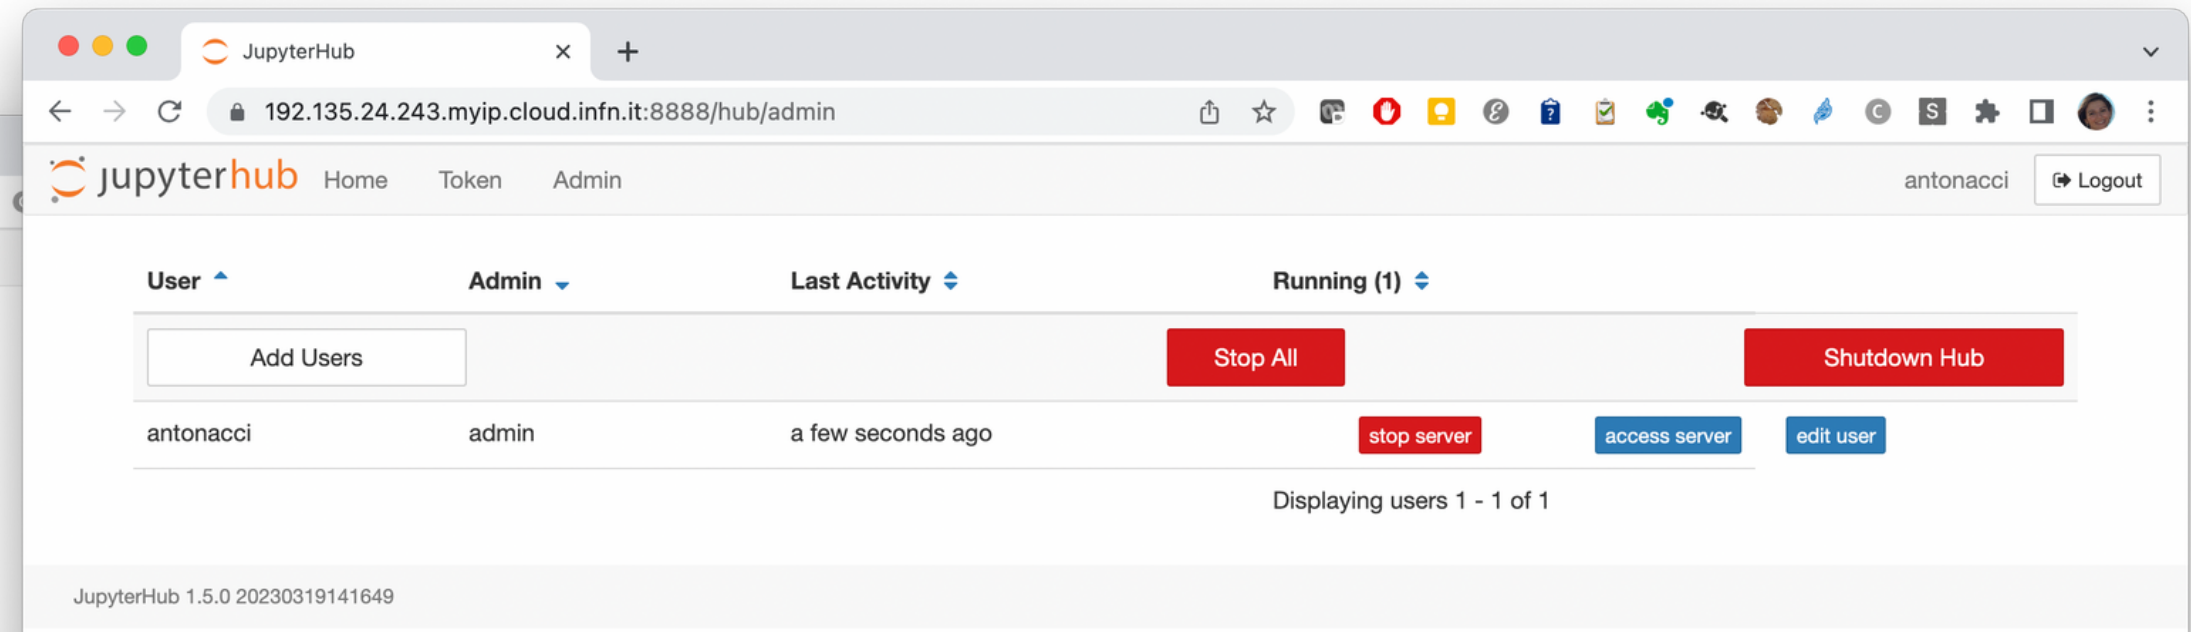 JupyterHub
192.135.24.243.myip.cloud.infn.it:8888/hub/admin
jupyterhub Home Token Admin antonacci Logout
User Admin Last Activity Running (1)
Add Users Stop All Shutdown Hub
antonacci admin a few seconds ago stop server access server edit user
Displaying users 1 - 1 of 1
JupyterHub 1.5.0 20230319141649